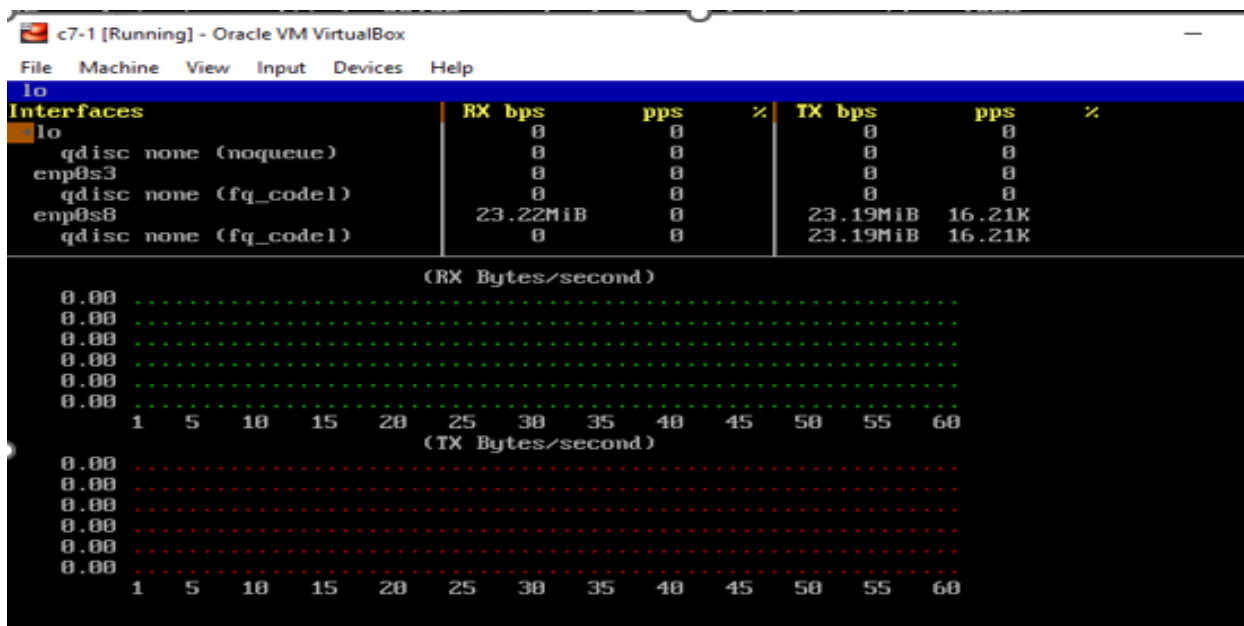 c7-1 [Running] - Oracle VM VirtualBox
File Machine View Input Devices Help
lo
Interfaces RX bps pps % TX bps pps %
lo 0 0 0 0
qdisc none (noqueue) 0 0 0 0
enp0s3 0 0 0 0
qdisc none (fq_codel) 0 0 0 0
enp0s8 23.22MiB 0 23.19MiB 16.21K
qdisc none (fq_codel) 0 0 23.19MiB 16.21K
(RX Bytes/second)
0.00
0.00
0.00
0.00
0.00
0.00
1 5 10 15 20 25 30 35 40 45 50 55 60
(TX Bytes/second)
0.00
0.00
0.00
0.00
0.00
0.00
1 5 10 15 20 25 30 35 40 45 50 55 60